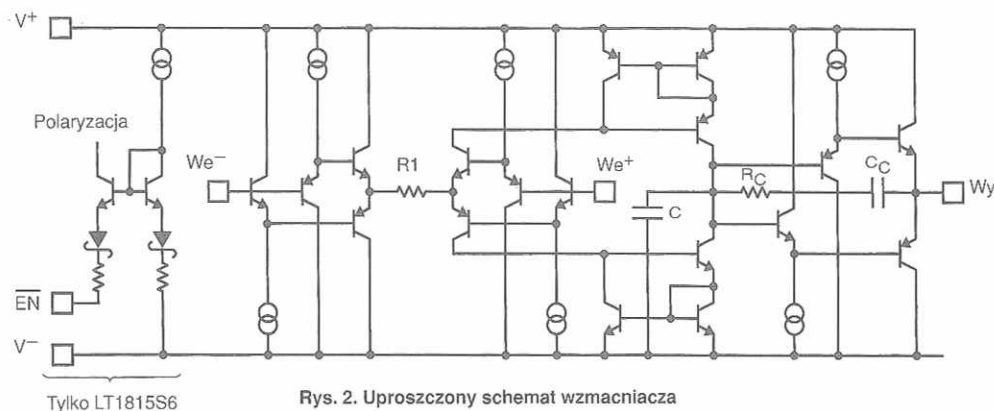 V+
Polaryzacja
We−
R1
We+
RC
CC
Wy
C
EN
V−
Tylko LT1815S6
Rys. 2. Uproszczony schemat wzmacniacza